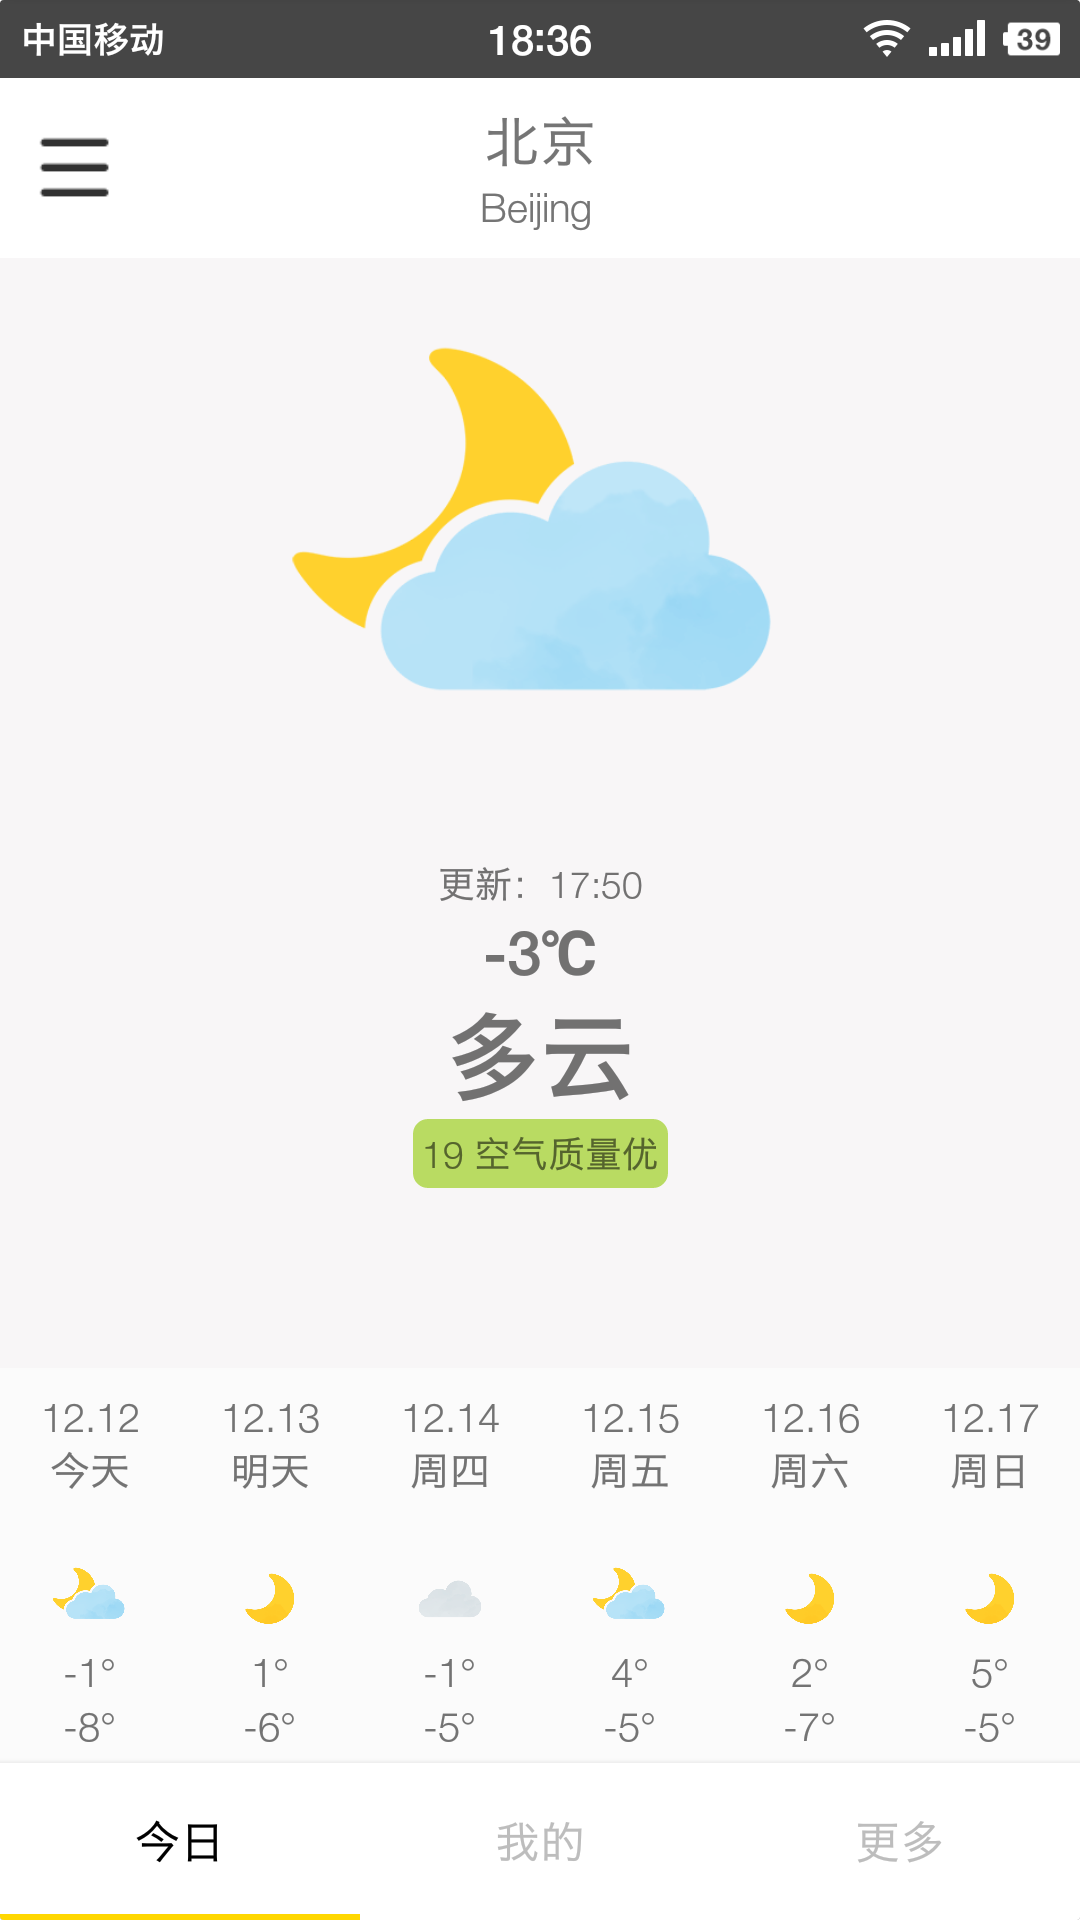 中国移动 18:36 39
北京
Beijing
更新：17:50
-3℃
多云
19 空气质量优
12.12 12.13 12.14 12.15 12.16 12.17
今天 明天 周四 周五 周六 周日
-1° 1° -1° 4° 2° 5°
-8° -6° -5° -5° -7° -5°
今日 我的 更多